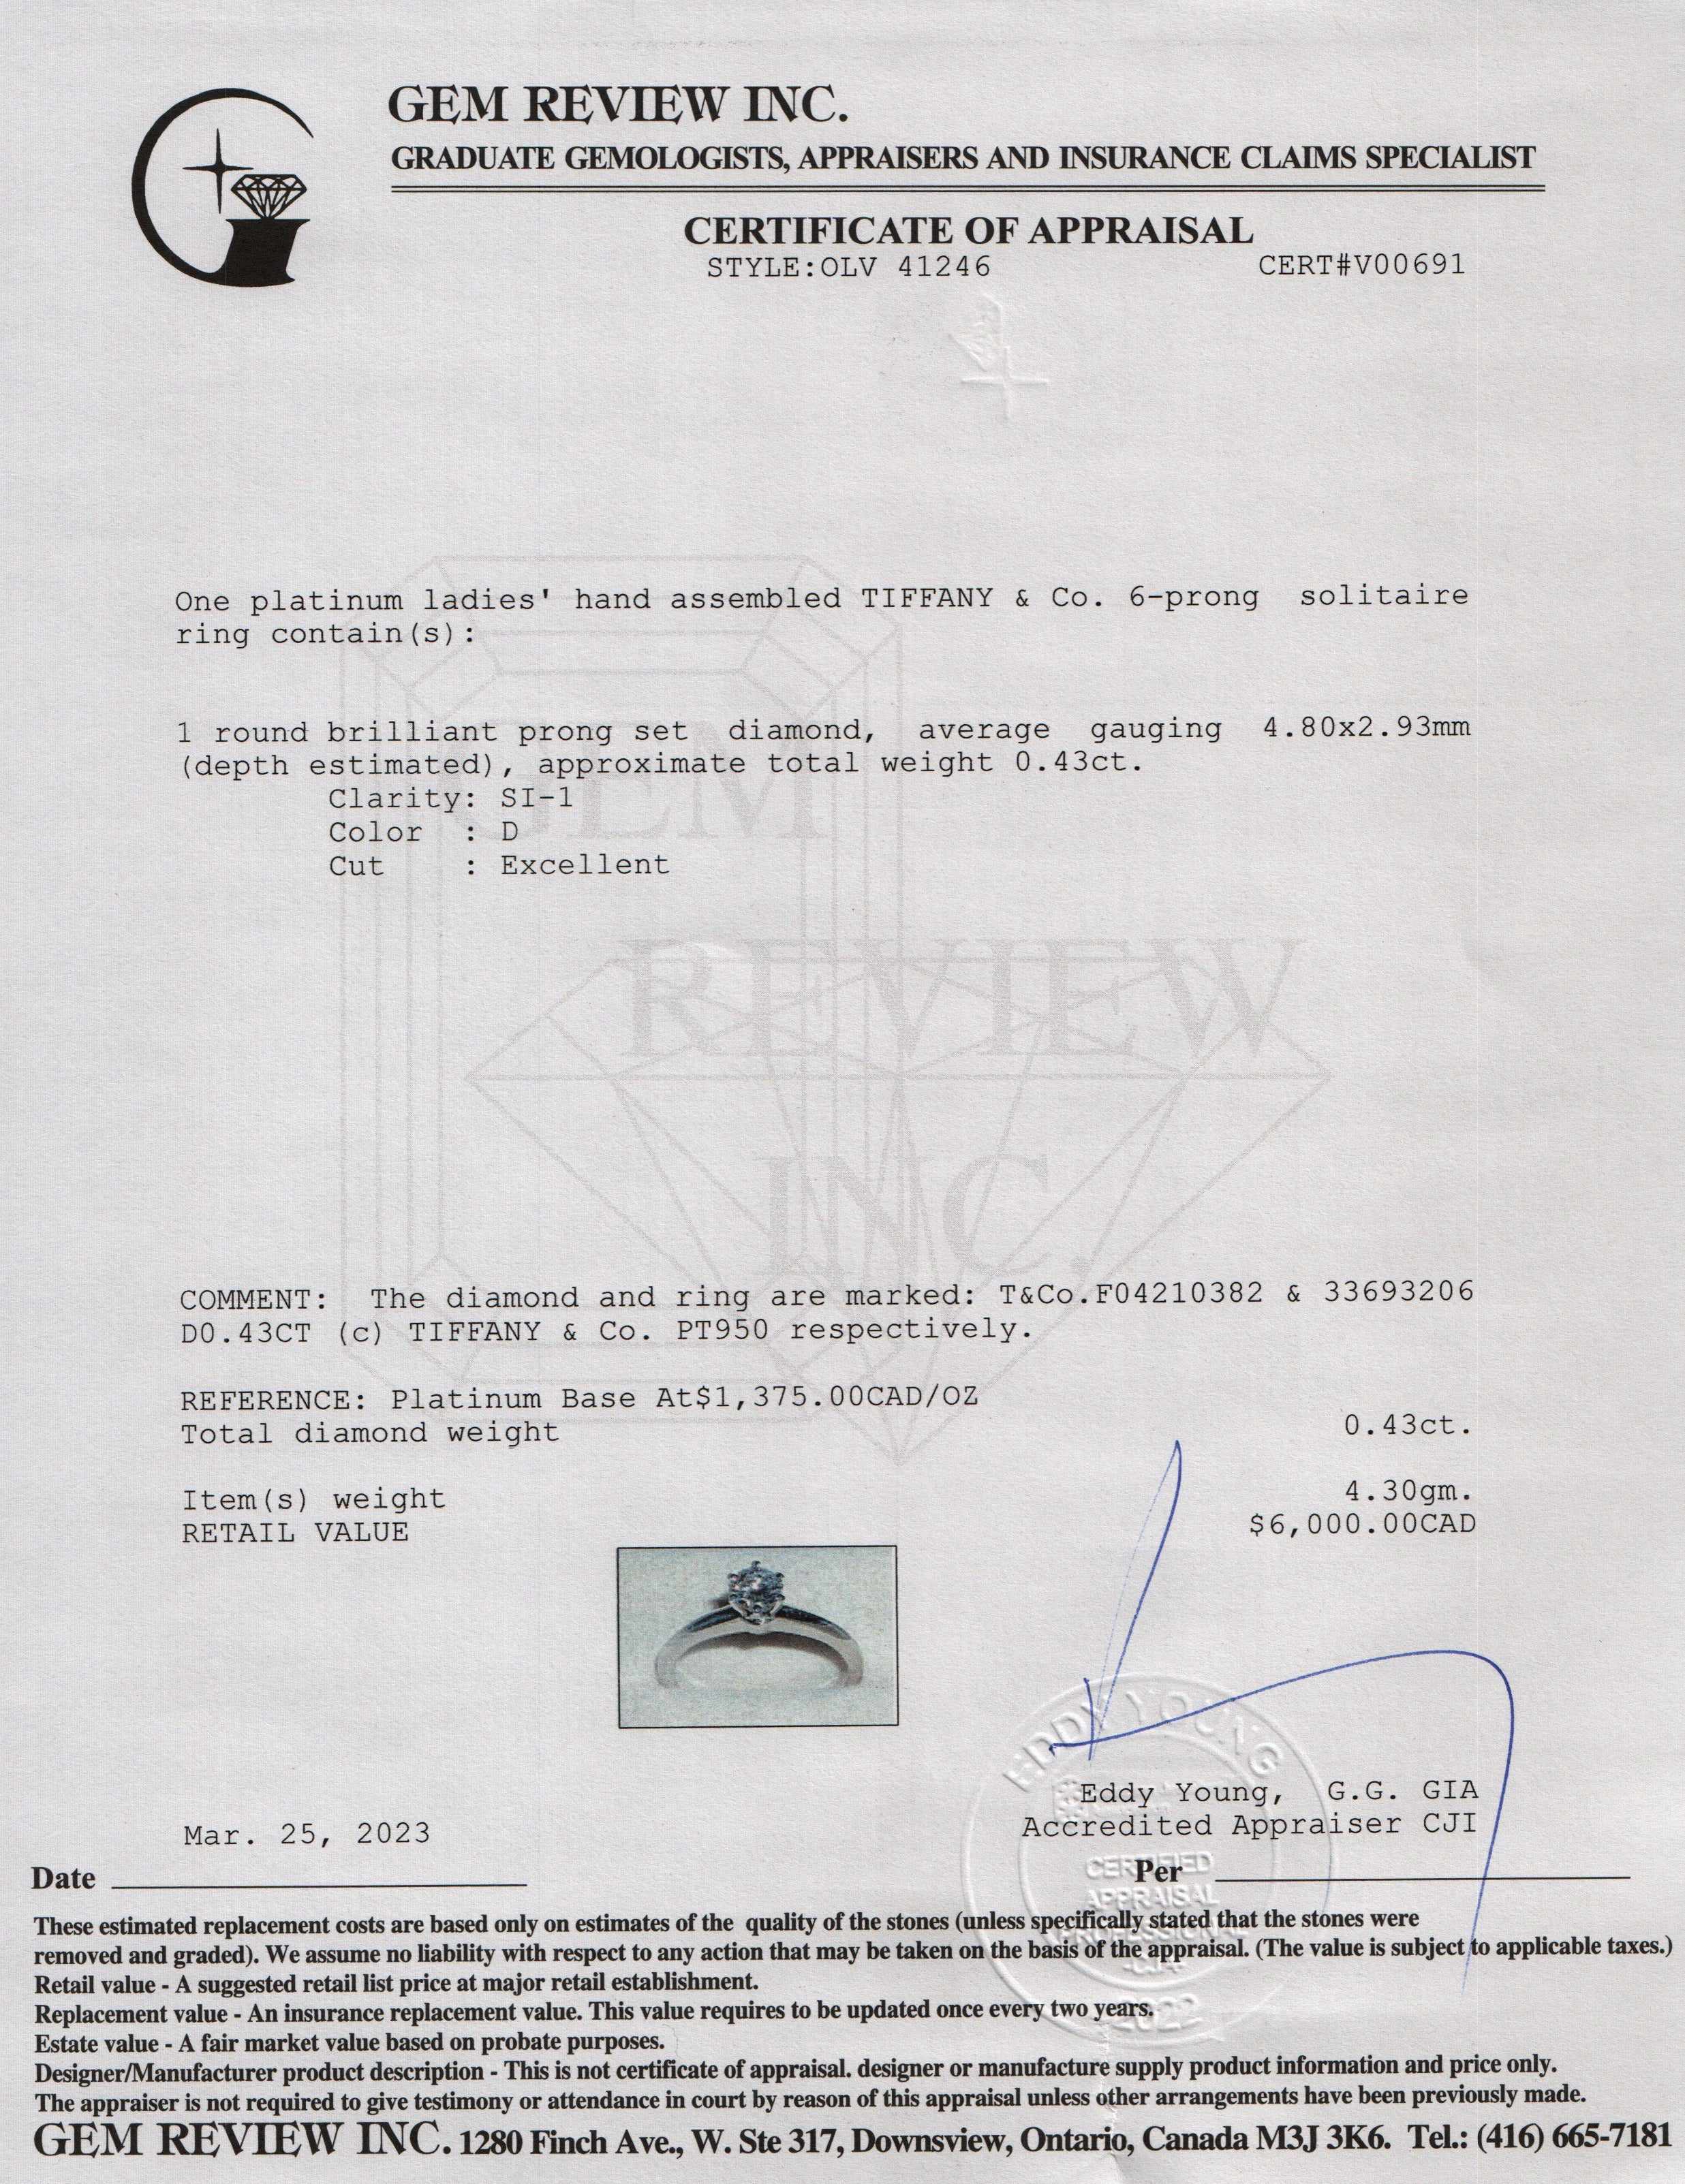 GEM REVIEW INC.
GRADUATE GEMOLOGISTS, APPRAISERS AND INSURANCE CLAIMS SPECIALIST
CERTIFICATE OF APPRAISAL
STYLE:OLV 41246 CERT#V00691
One platinum ladies' hand assembled TIFFANY & Co. 6-prong solitaire
ring contain(s):
1 round brilliant prong set diamond, average gauging 4.80x2.93mm
(depth estimated), approximate total weight 0.43ct.
Clarity: SI-1
Color : D
Cut : Excellent
GEM
REVIEW
INC.
COMMENT: The diamond and ring are marked: T&Co.F04210382 & 33693206
D0.43CT (c) TIFFANY & Co. PT950 respectively.
REFERENCE: Platinum Base At$1,375.00CAD/OZ
Total diamond weight 0.43ct.
Item(s) weight 4.30gm.
RETAIL VALUE $6,000.00CAD
EDDY YOUNG
Eddy Young, G.G. GIA
Accredited Appraiser CJI
Mar. 25, 2023
CERTIFIED
APPRAISAL
PROFESSIONAL
2022
Date Per
These estimated replacement costs are based only on estimates of the quality of the stones (unless specifically stated that the stones were
removed and graded). We assume no liability with respect to any action that may be taken on the basis of the appraisal. (The value is subject to applicable taxes.)
Retail value - A suggested retail list price at major retail establishment.
Replacement value - An insurance replacement value. This value requires to be updated once every two years.
Estate value - A fair market value based on probate purposes.
Designer/Manufacturer product description - This is not certificate of appraisal. designer or manufacture supply product information and price only.
The appraiser is not required to give testimony or attendance in court by reason of this appraisal unless other arrangements have been previously made.
GEM REVIEW INC. 1280 Finch Ave., W. Ste 317, Downsview, Ontario, Canada M3J 3K6. Tel.: (416) 665-7181